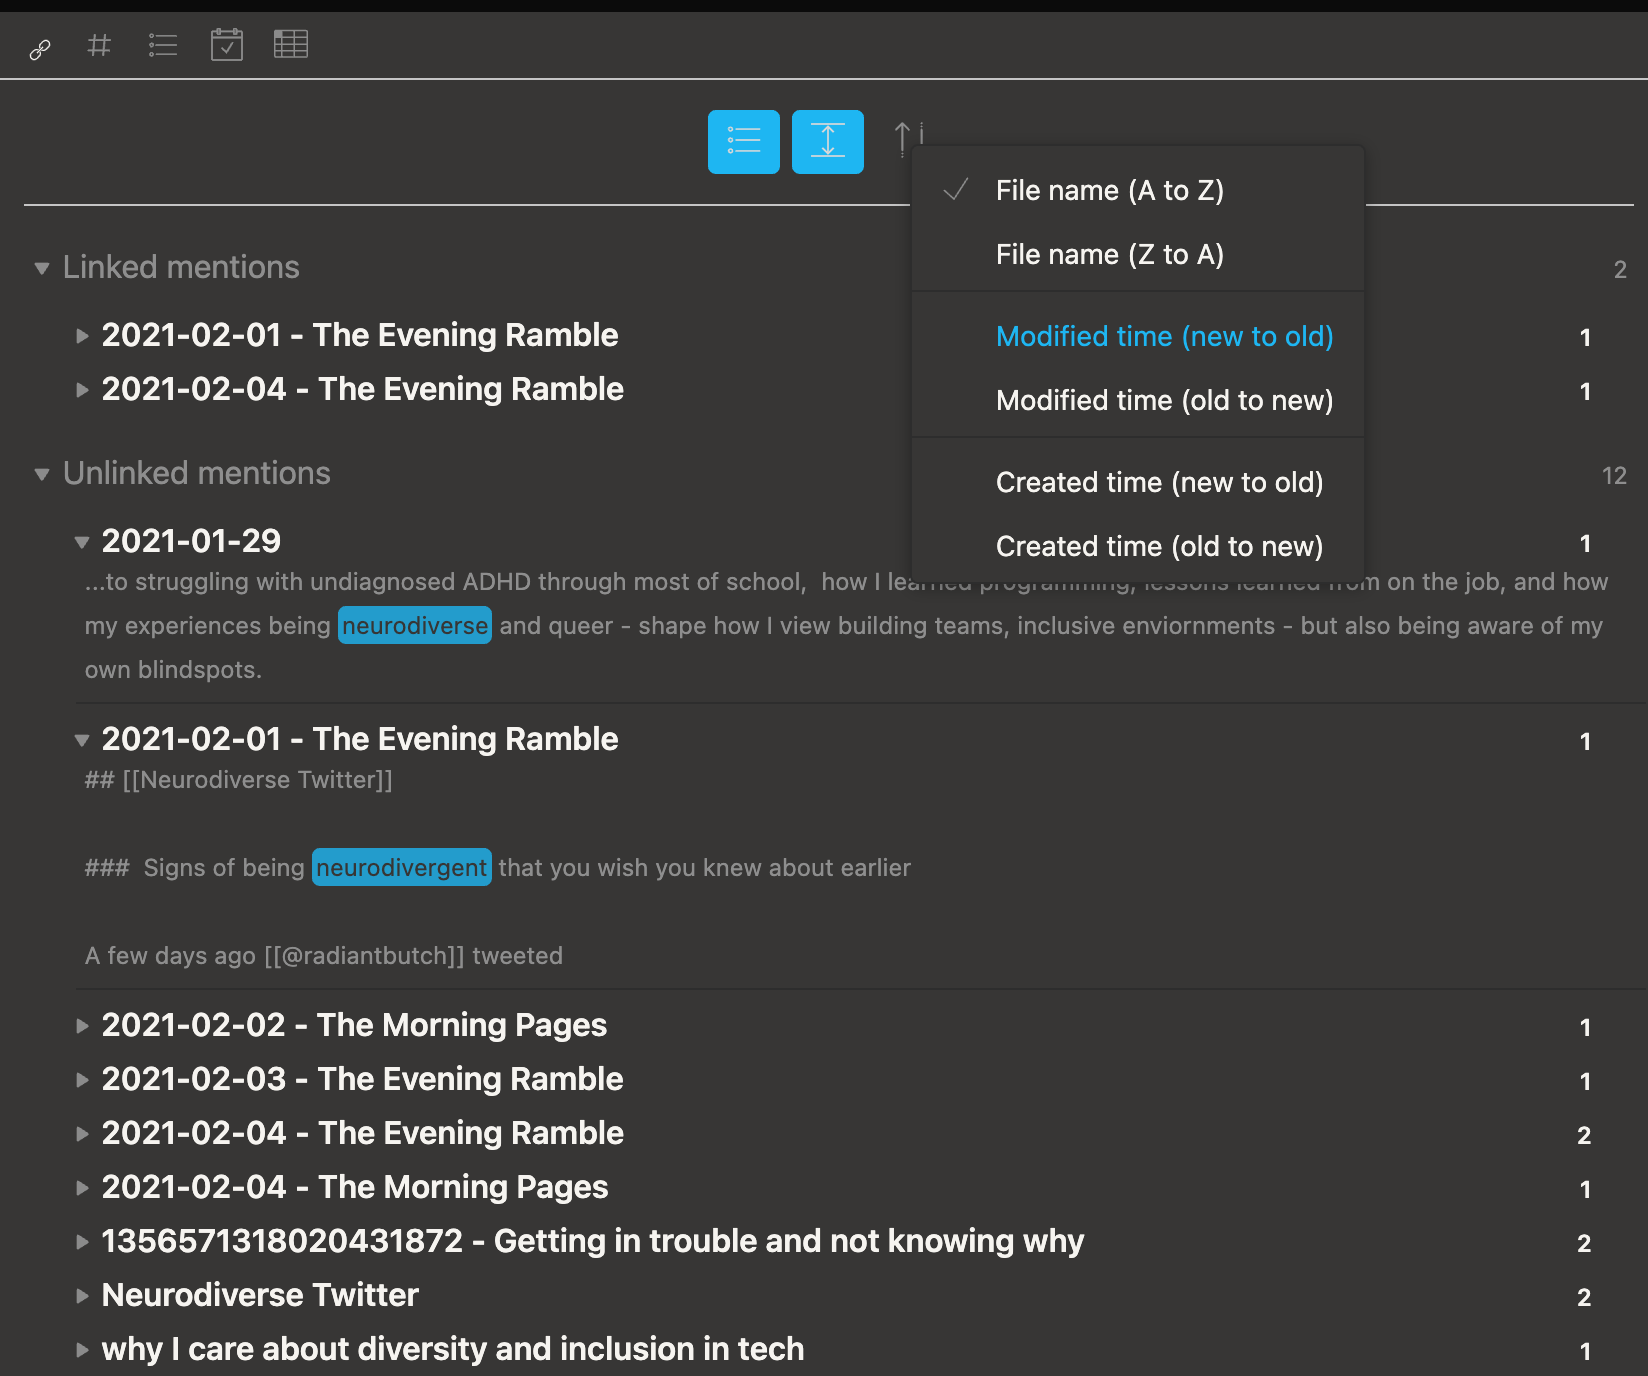 File name (A to Z)
File name (Z to A)
Modified time (new to old)
Modified time (old to new)
Created time (new to old)
Created time (old to new)
Linked mentions 2
2021-02-01 - The Evening Ramble 1
2021-02-04 - The Evening Ramble 1
Unlinked mentions 12
2021-01-29 1
...to struggling with undiagnosed ADHD through most of school, how I learned programming, lessons learned from on the job, and how
my experiences being neurodiverse and queer - shape how I view building teams, inclusive enviornments - but also being aware of my
own blindspots.
2021-02-01 - The Evening Ramble 1
## [[Neurodiverse Twitter]]
### Signs of being neurodivergent that you wish you knew about earlier
A few days ago [[@radiantbutch]] tweeted
2021-02-02 - The Morning Pages 1
2021-02-03 - The Evening Ramble 1
2021-02-04 - The Evening Ramble 2
2021-02-04 - The Morning Pages 1
1356571318020431872 - Getting in trouble and not knowing why 2
Neurodiverse Twitter 2
why I care about diversity and inclusion in tech 1